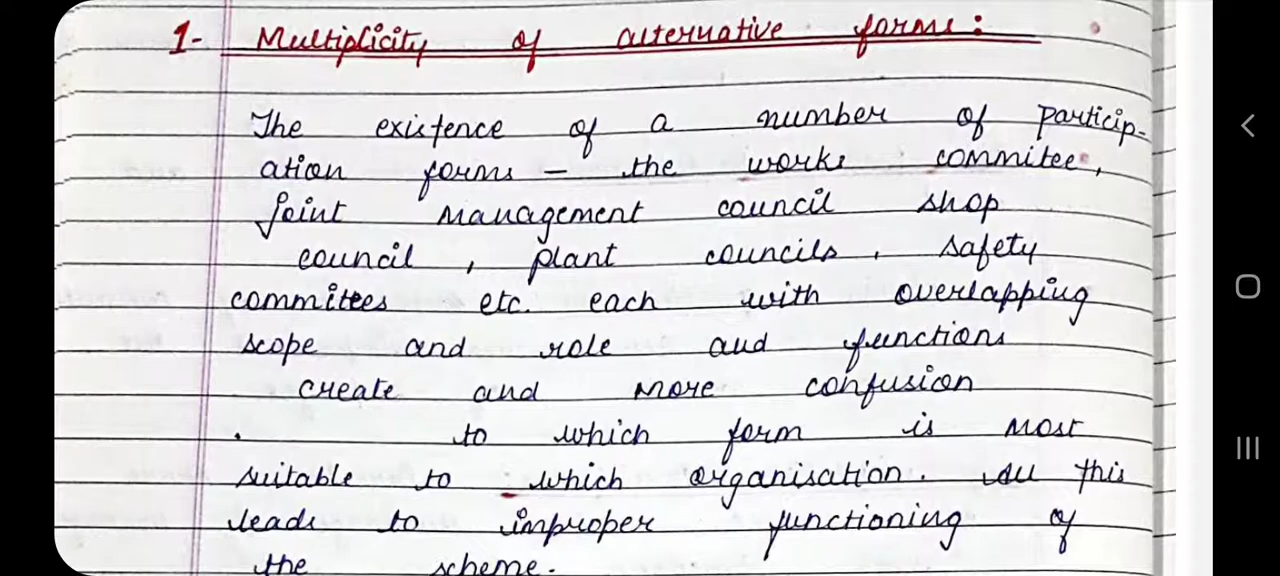 1- Multiplicity of alternative forms:
The existence of a number of particip-
ation forms - the works commitee,
joint management council shop
council, plant councils, safety
committees etc. each with overlapping
scope and role and functions
create and more confusion
to which form is most
suitable to which organisation. All this
leads to improper functioning of
the scheme.